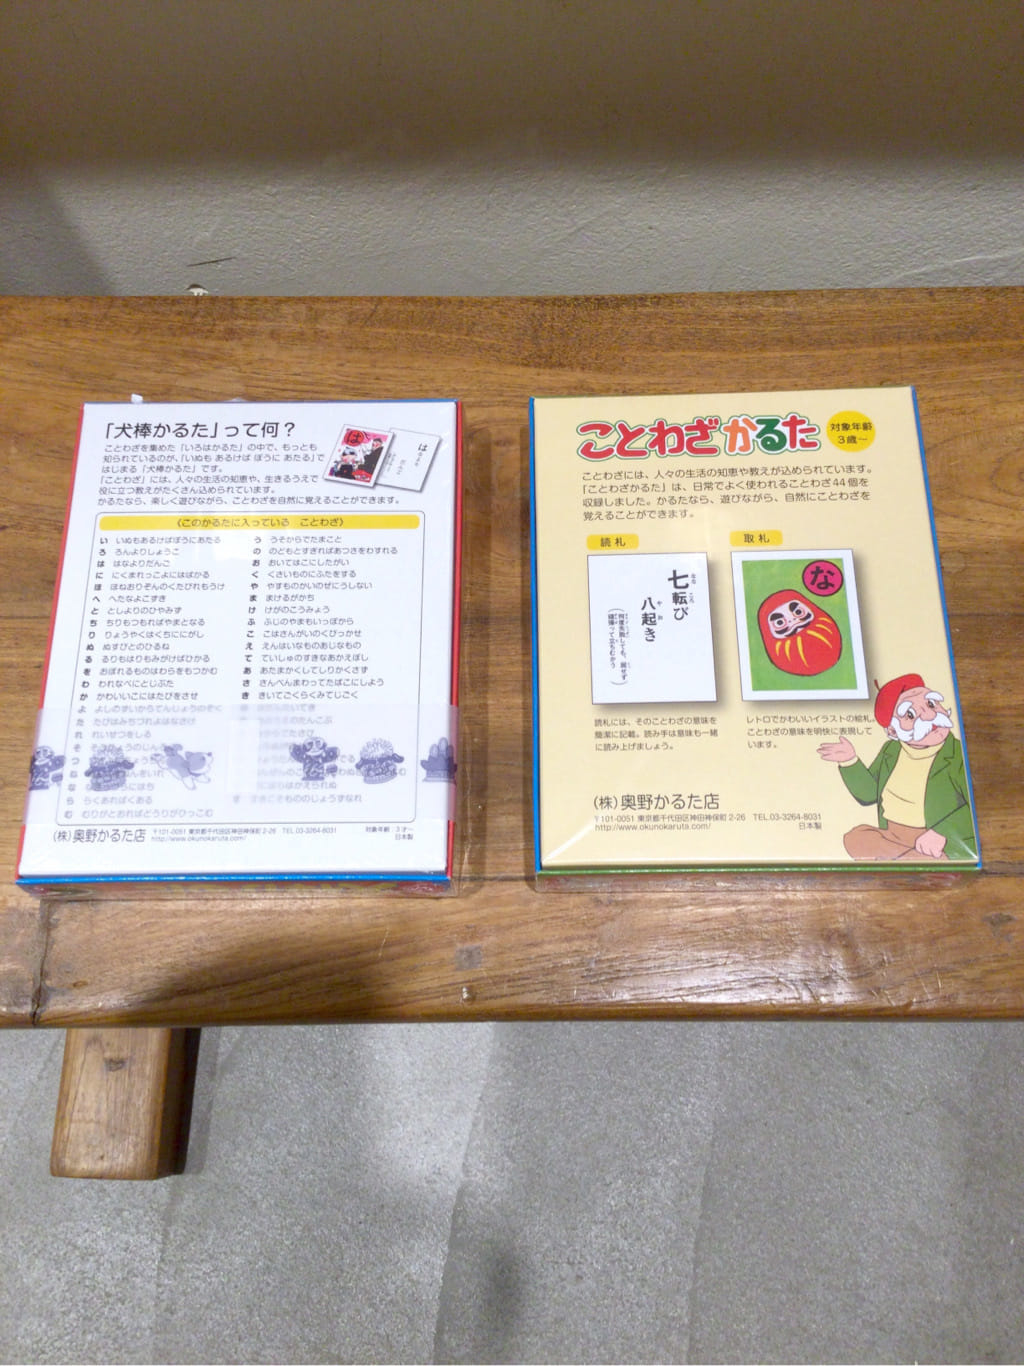 「犬棒かるた」って何？
ことわざを集めた「いろはかるた」の中で、もっとも
知られているのが、「いぬも あるけば ぼうに あたる」で
はじまる「犬棒かるた」です。
「ことわざ」には、人々の生活の知恵や、生きるうえで
役に立つ教えがたくさん込められています。
かるたなら、楽しく遊びながら、ことわざを自然に覚えることができます。
は
は
《このかるたに入っている　ことわざ》
い いぬもあるけばぼうにあたる
ろ ろんよりしょうこ
は はなよりだんご
に にくまれっこよにはばかる
ほ ほねおりぞんのくたびれもうけ
へ へたなよこずき
と としよりのひやみず
ち ちりもつもればやまとなる
り りょうやくはくちににがし
ぬ ぬすびとのひるね
る るりもはりもみがけばひかる
を をぼれるものはわらをもつかむ
わ われなべにとじぶた
か かわいいこにはたびをさせ
よ よしのずいからてんじょうのぞく
た たびはみちづれよはなさけ
れ れいせつをしる
そ
つ
ね
な
ら らくあればくある
む むりがとおればどうりがひっこむ
う うそからでたまこと
の のどもとすぎればあつさをわすれる
お おいてはこにしたがい
く くさいものにふたをする
や やすものかいのぜにうしない
ま まけるがかち
け けがのこうみょう
ふ ふじのやまもいっぽから
こ こはさんがいのくびっかせ
え えんはいなものあじなもの
て ていしゅのすきなあかえぼし
あ あたまかくしてしりかくさず
さ さんべんまわってたばこにしよう
き きいてごくらくみてじごく
(株) 奥野かるた店
〒101-0051 東京都千代田区神田神保町 2-26 TEL.03-3264-8031
http://www.okunokaruta.com/
対象年齢 3才〜
日本製
ことわざかるた
対象年齢
3歳〜
ことわざには、人々の生活の知恵や教えが込められています。
「ことわざかるた」は、日常でよく使われることわざ44個を
収録しました。かるたなら、遊びながら、自然にことわざを
覚えることができます。
読札
七転び
八起き
(何度失敗しても、屈せず
頑張って立ちむかう)
取札
な
読札には、そのことわざの意味を
簡潔に記載。読み手は意味も一緒
に読み上げましょう。
レトロでかわいいイラストの絵札。
ことわざの意味を明快に表現して
います。
(株) 奥野かるた店
〒101-0051 東京都千代田区神田神保町 2-26 TEL.03-3264-8031
http://www.okunokaruta.com/
日本製